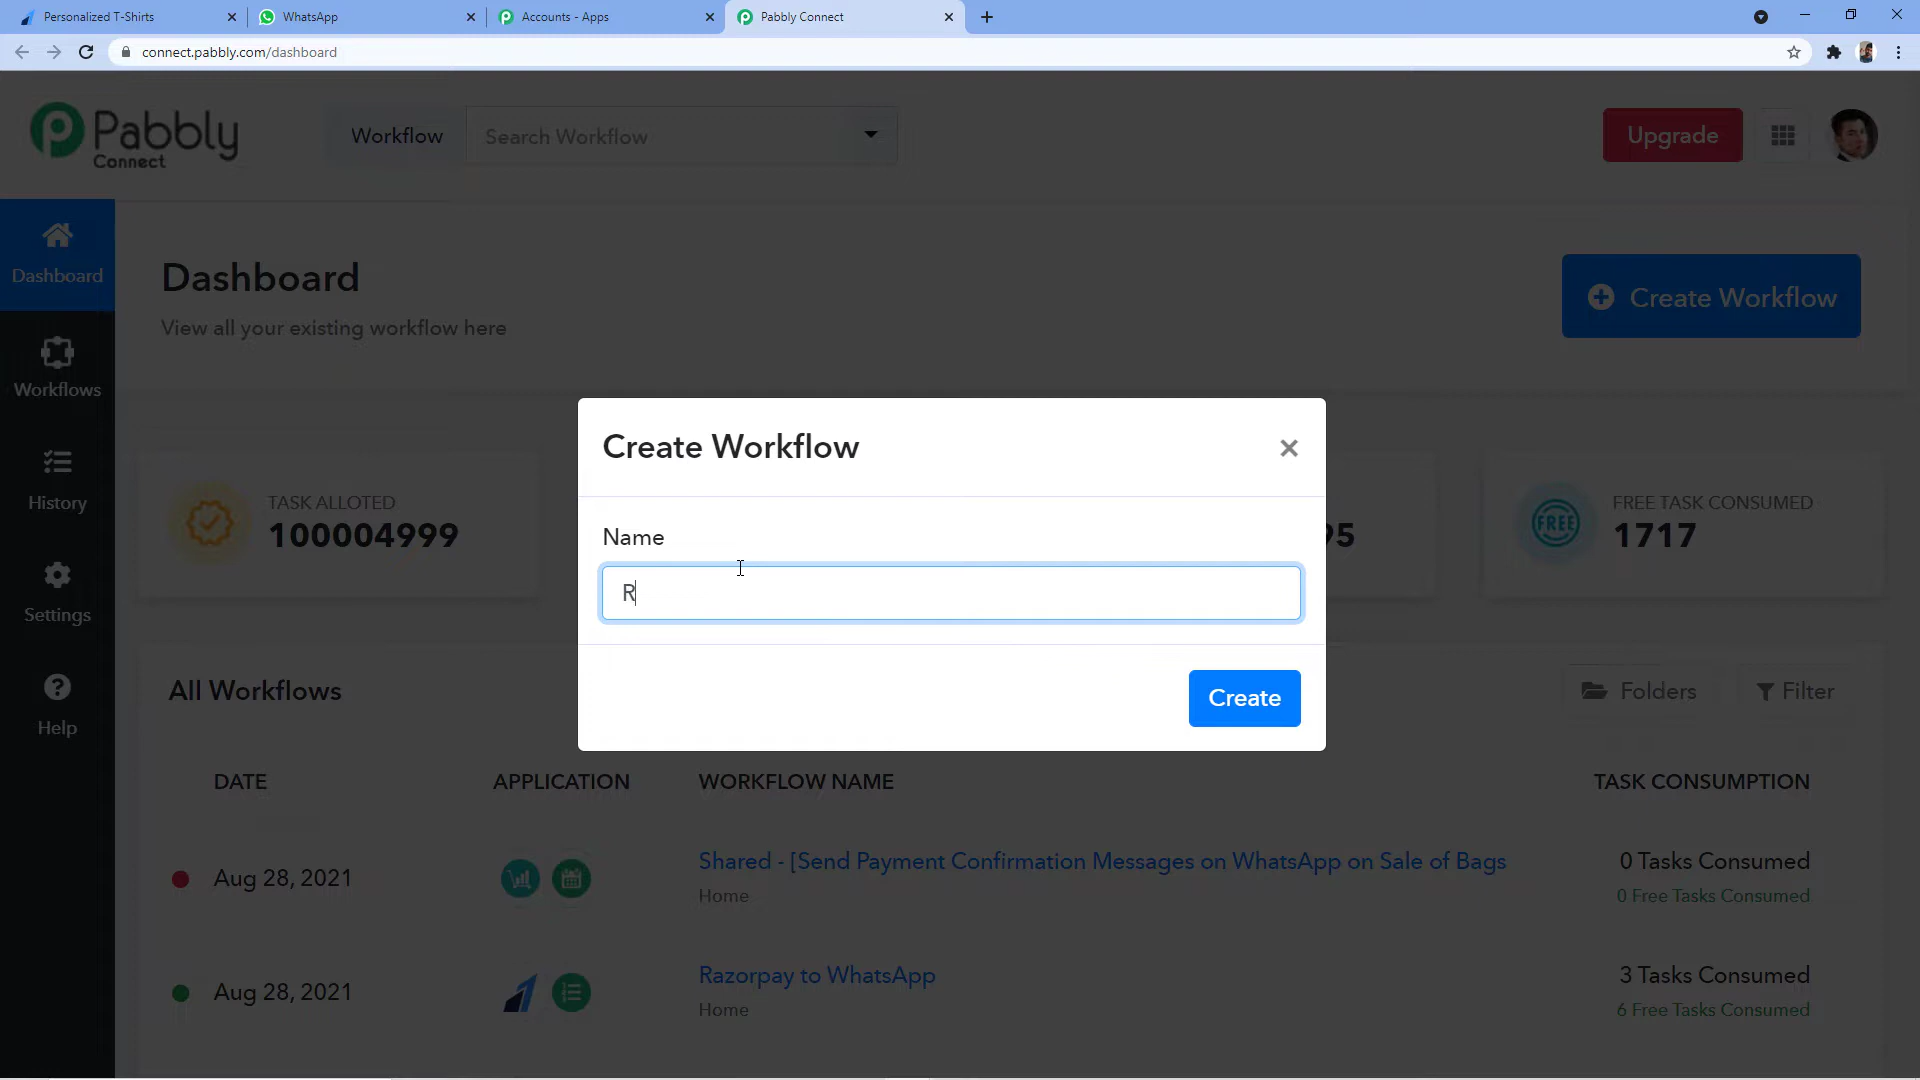 Personalized T-Shirts
WhatsApp
Accounts - Apps
Pabbly Connect
connect.pabbly.com/dashboard
Pabbly
Connect
Workflow
Search Workflow
Upgrade
Dashboard
Workflows
History
Settings
Help
Dashboard
View all your existing workflow here
Create Workflow
TASK ALLOTED
100004999
95
FREE
FREE TASK CONSUMED
1717
Create Workflow
Name
R
Create
All Workflows
Folders
Filter
DATE
APPLICATION
WORKFLOW NAME
TASK CONSUMPTION
Aug 28, 2021
Shared - [Send Payment Confirmation Messages on WhatsApp on Sale of Bags
Home
0 Tasks Consumed
0 Free Tasks Consumed
Aug 28, 2021
Razorpay to WhatsApp
Home
3 Tasks Consumed
6 Free Tasks Consumed